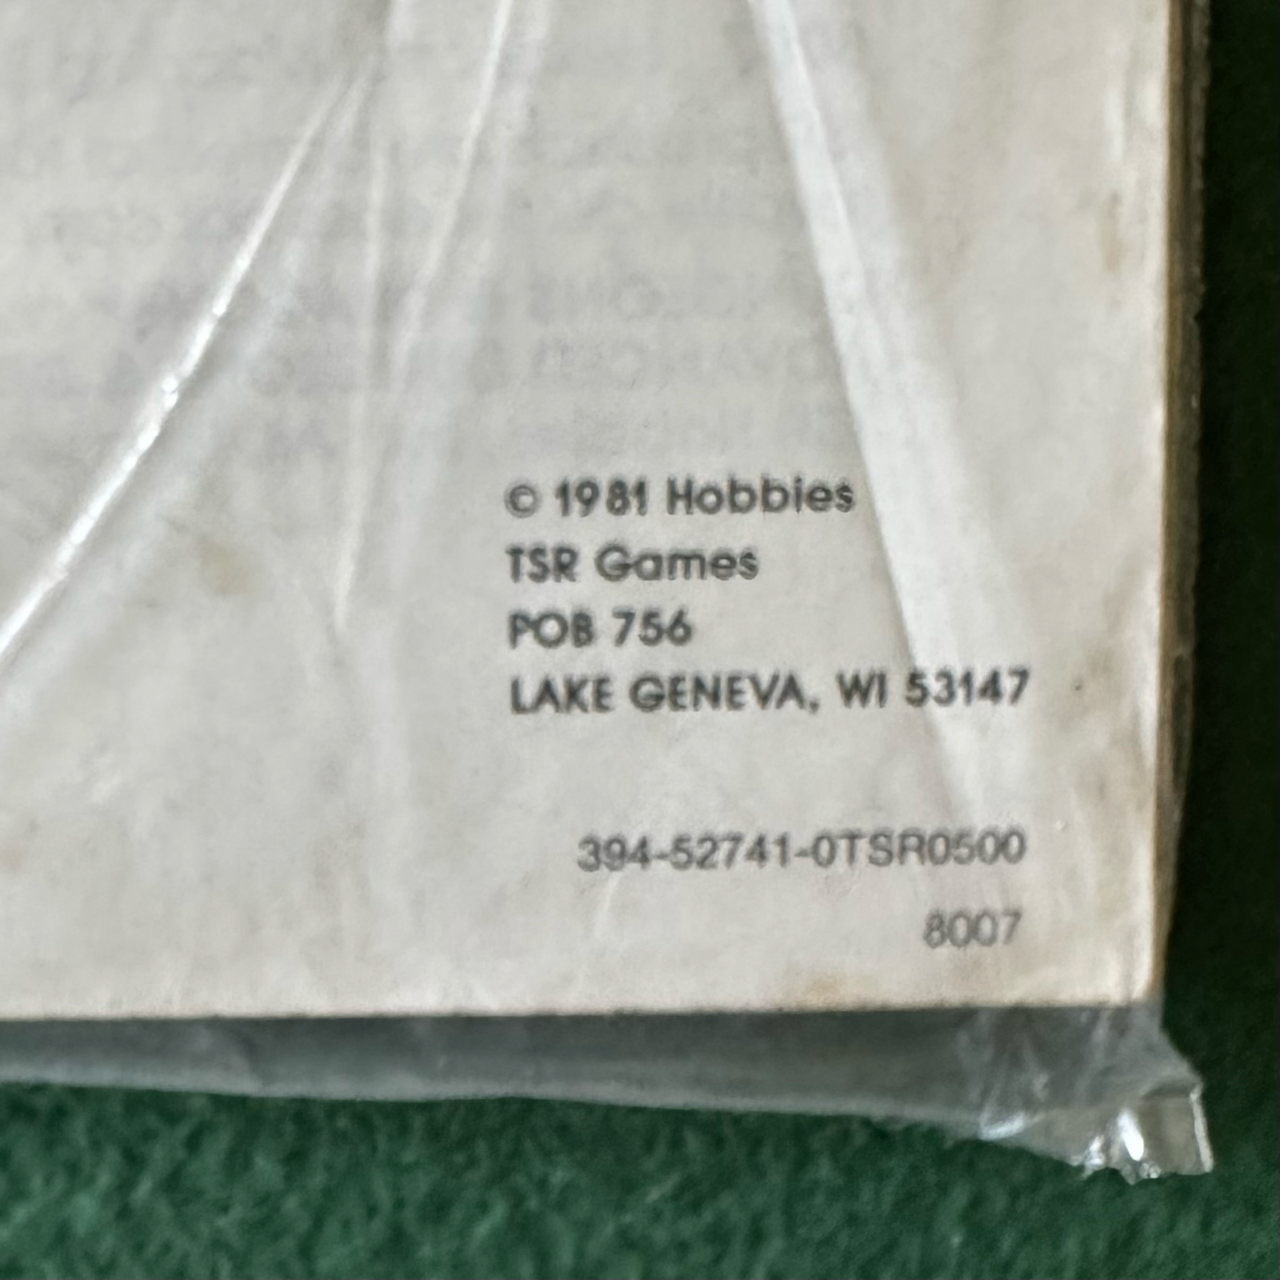 © 1981 Hobbies
TSR Games
POB 756
LAKE GENEVA, WI 53147
394-52741-0TSR0500
8007